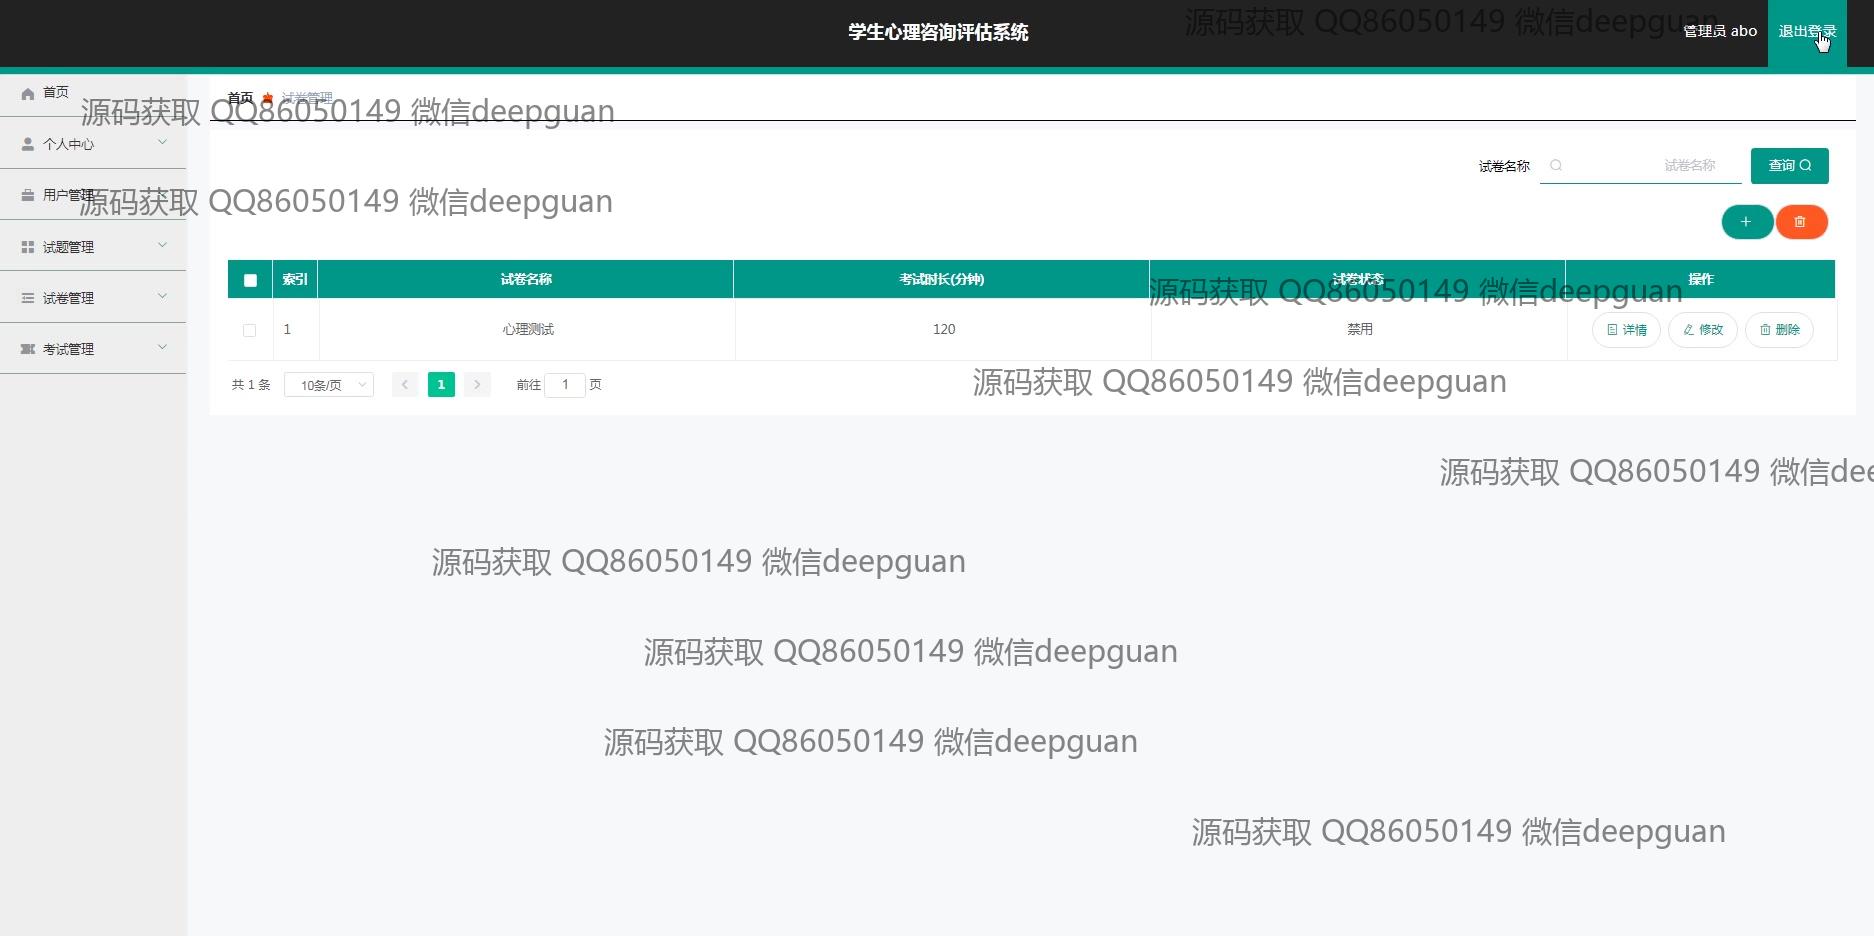 学生心理咨询评估系统
源码获取 QQ86050149 微信deepguan
管理员 abo
退出登录
首页
首页 试卷管理
源码获取 QQ86050149 微信deepguan
个人中心
试卷名称 试卷名称 查询
用户管理
源码获取 QQ86050149 微信deepguan
试题管理
索引 试卷名称 考试时长(分钟) 试卷状态 操作
源码获取 QQ86050149 微信deepguan
试卷管理
1 心理测试 120 禁用 详情 修改 删除
考试管理
共 1 条 10条/页 1 前往 1 页
源码获取 QQ86050149 微信deepguan
源码获取 QQ86050149 微信dee
源码获取 QQ86050149 微信deepguan
源码获取 QQ86050149 微信deepguan
源码获取 QQ86050149 微信deepguan
源码获取 QQ86050149 微信deepguan